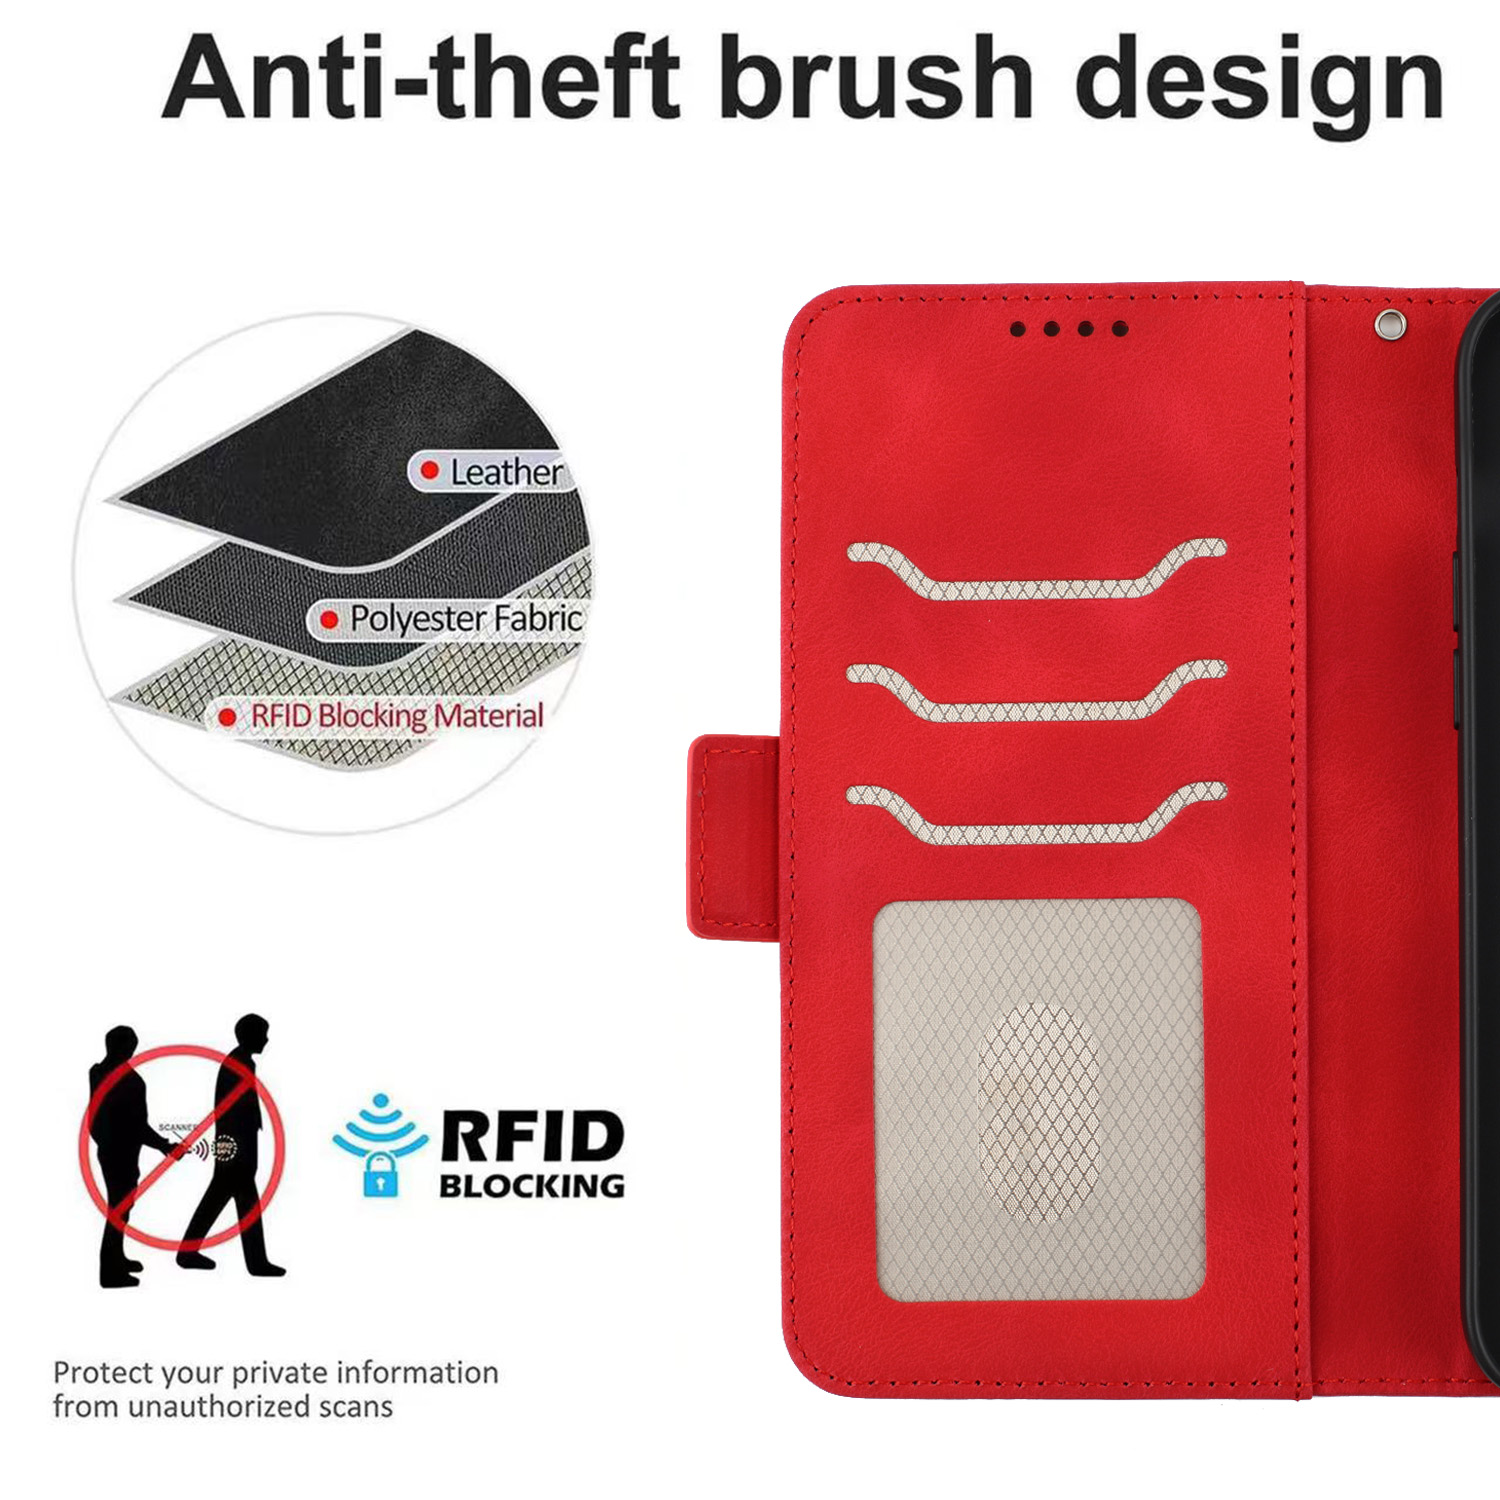 Anti-theft brush design
Leather
Polyester Fabric
RFID Blocking Material
SCANNER
RFID
BLOCKING
Protect your private information
from unauthorized scans